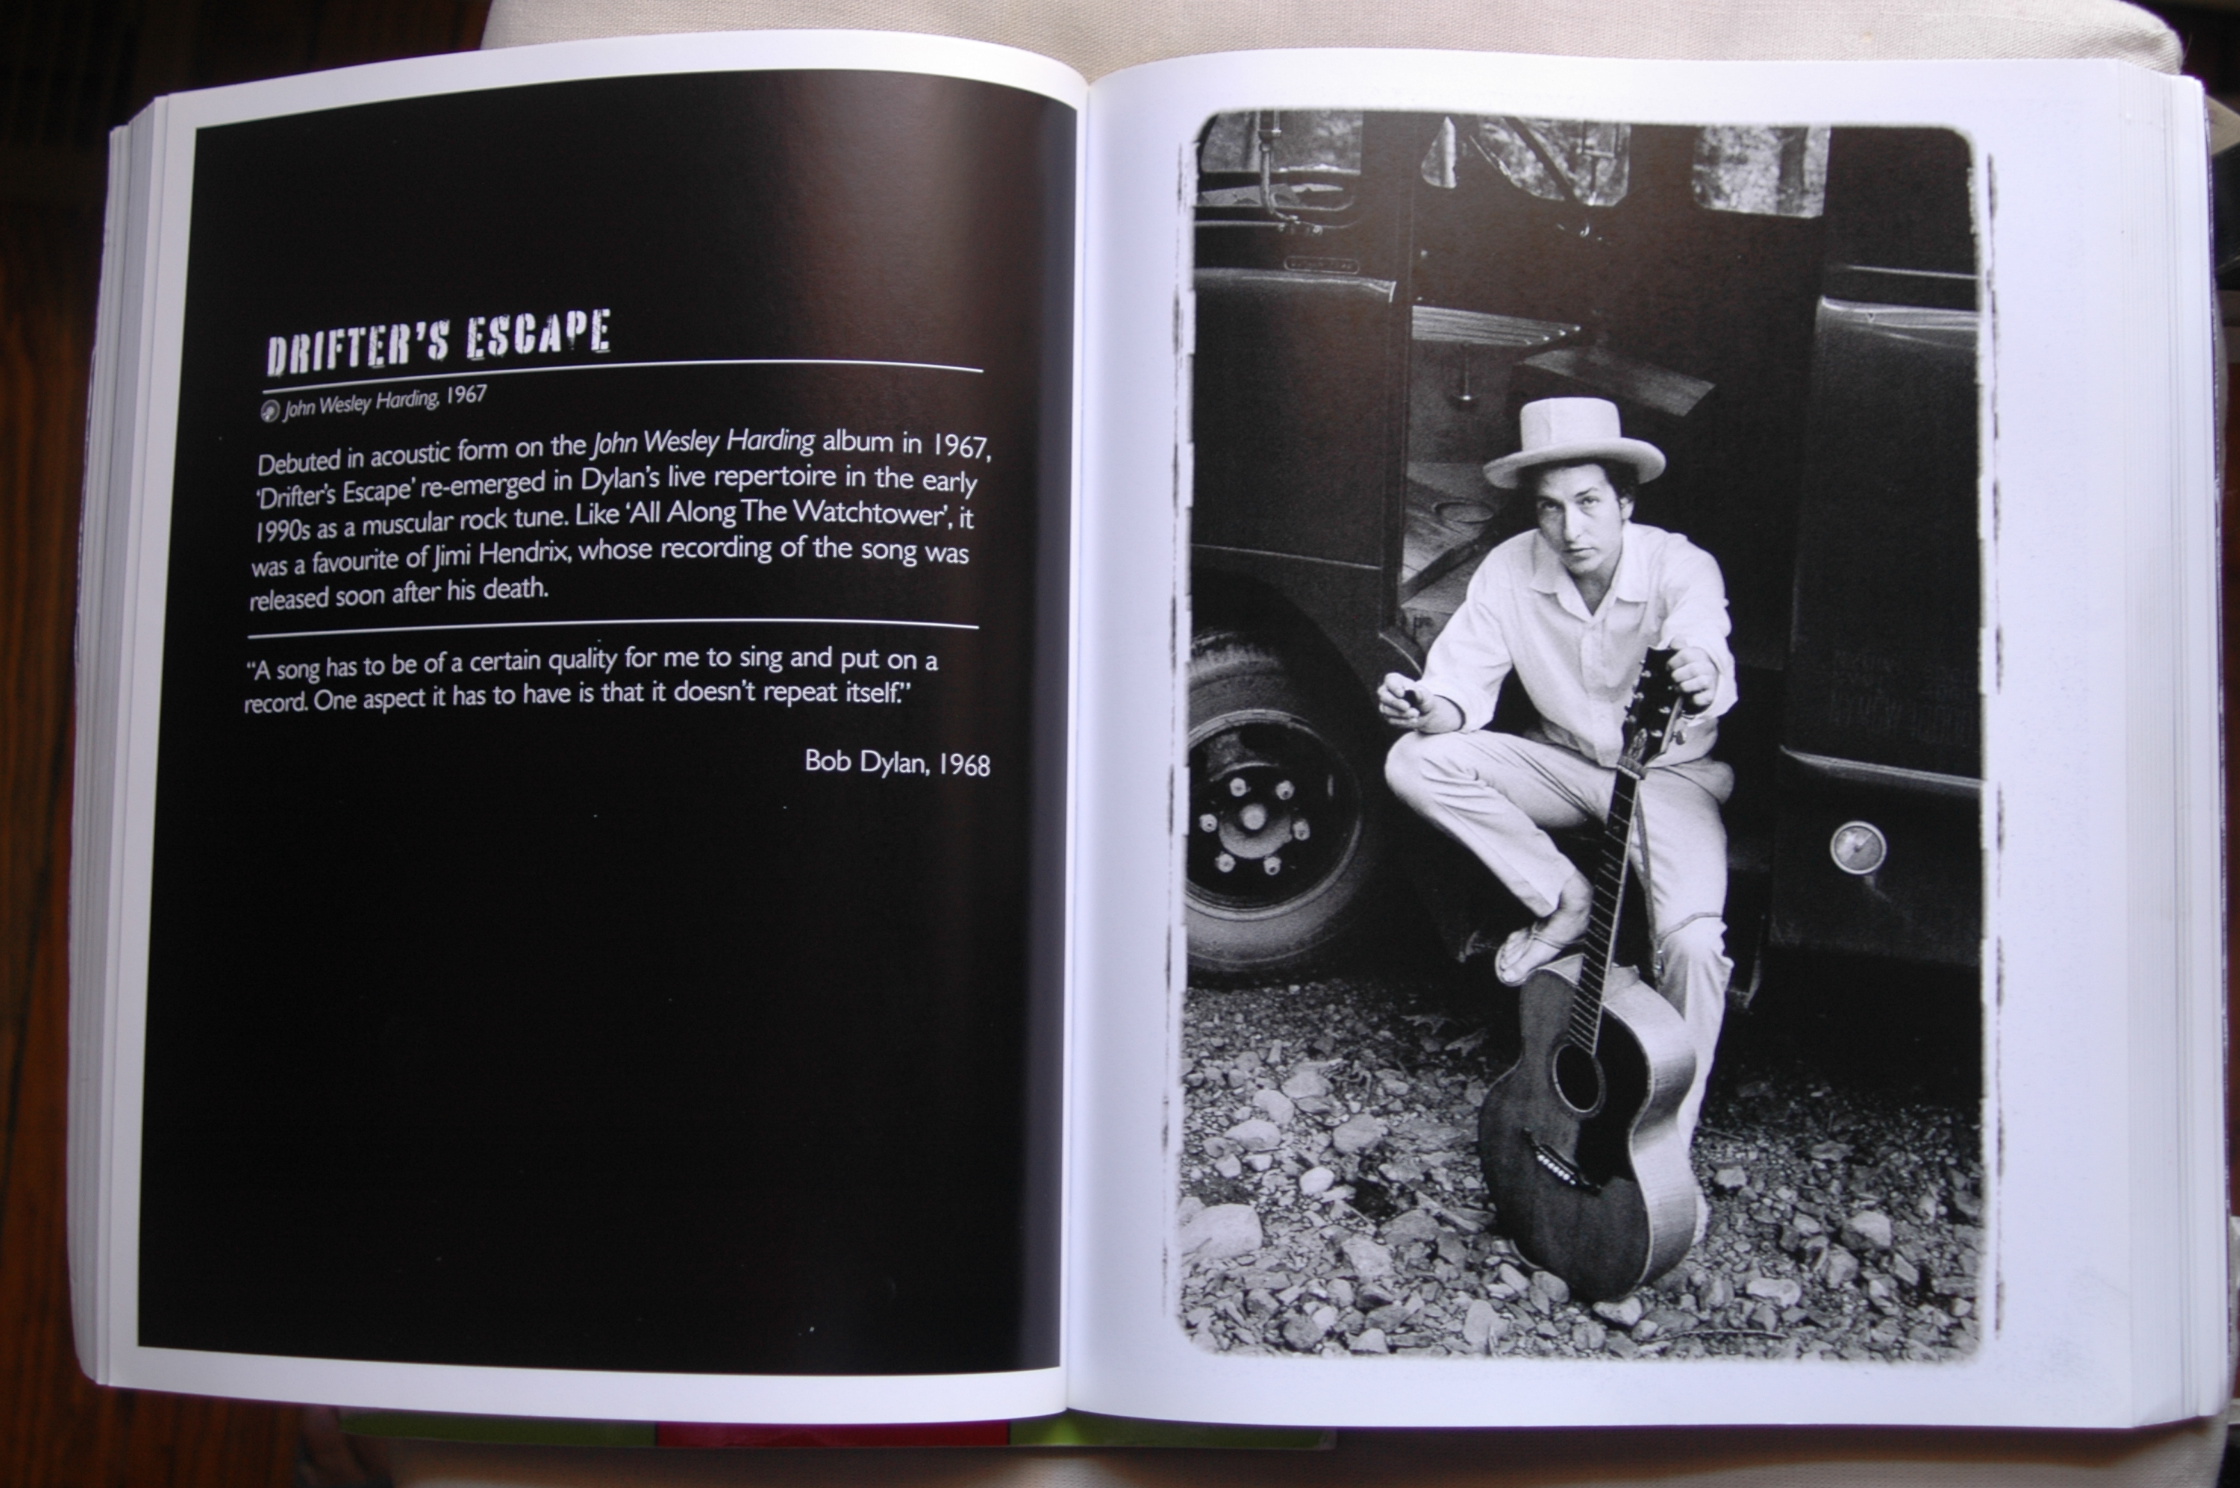 DRIFTER'S ESCAPE
John Wesley Harding, 1967
Debuted in acoustic form on the John Wesley Harding album in 1967,
‘Drifter's Escape’ re-emerged in Dylan's live repertoire in the early
1990s as a muscular rock tune. Like ‘All Along The Watchtower’, it
was a favourite of Jimi Hendrix, whose recording of the song was
released soon after his death.
“A song has to be of a certain quality for me to sing and put on a
record. One aspect it has to have is that it doesn't repeat itself.”
Bob Dylan, 1968